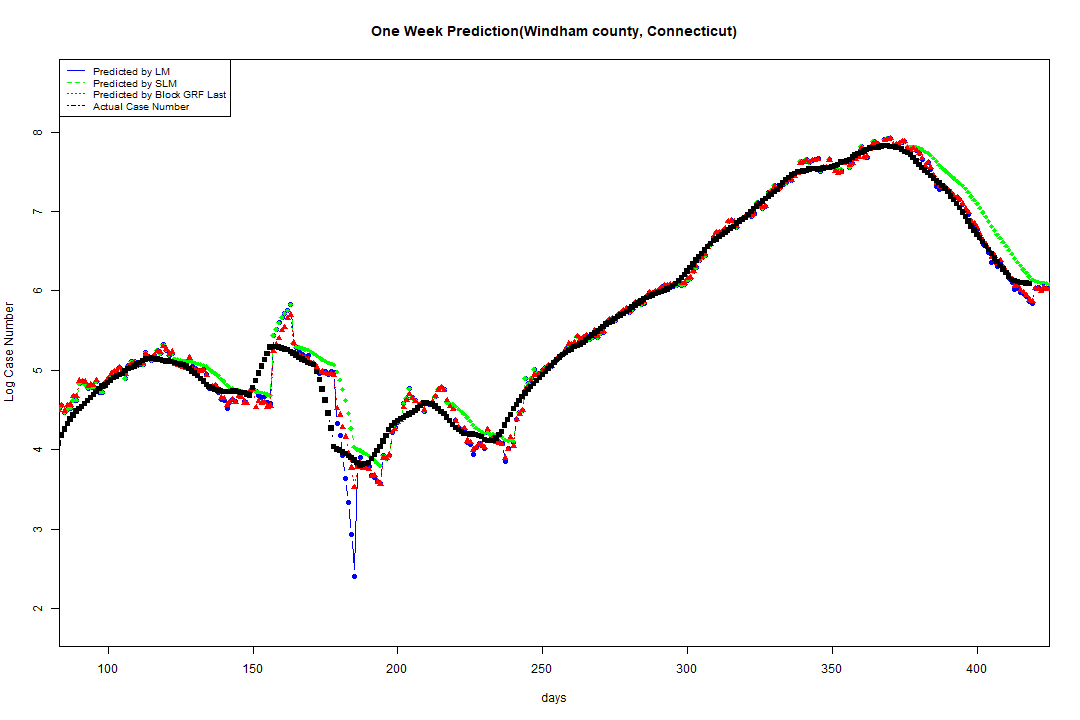 One Week Prediction(Windham county, Connecticut)
Predicted by LM
Predicted by SLM
Predicted by Block GRF Last
Actual Case Number
8
7
6
5
4
3
2
Log Case Number
100 150 200 250 300 350 400
days